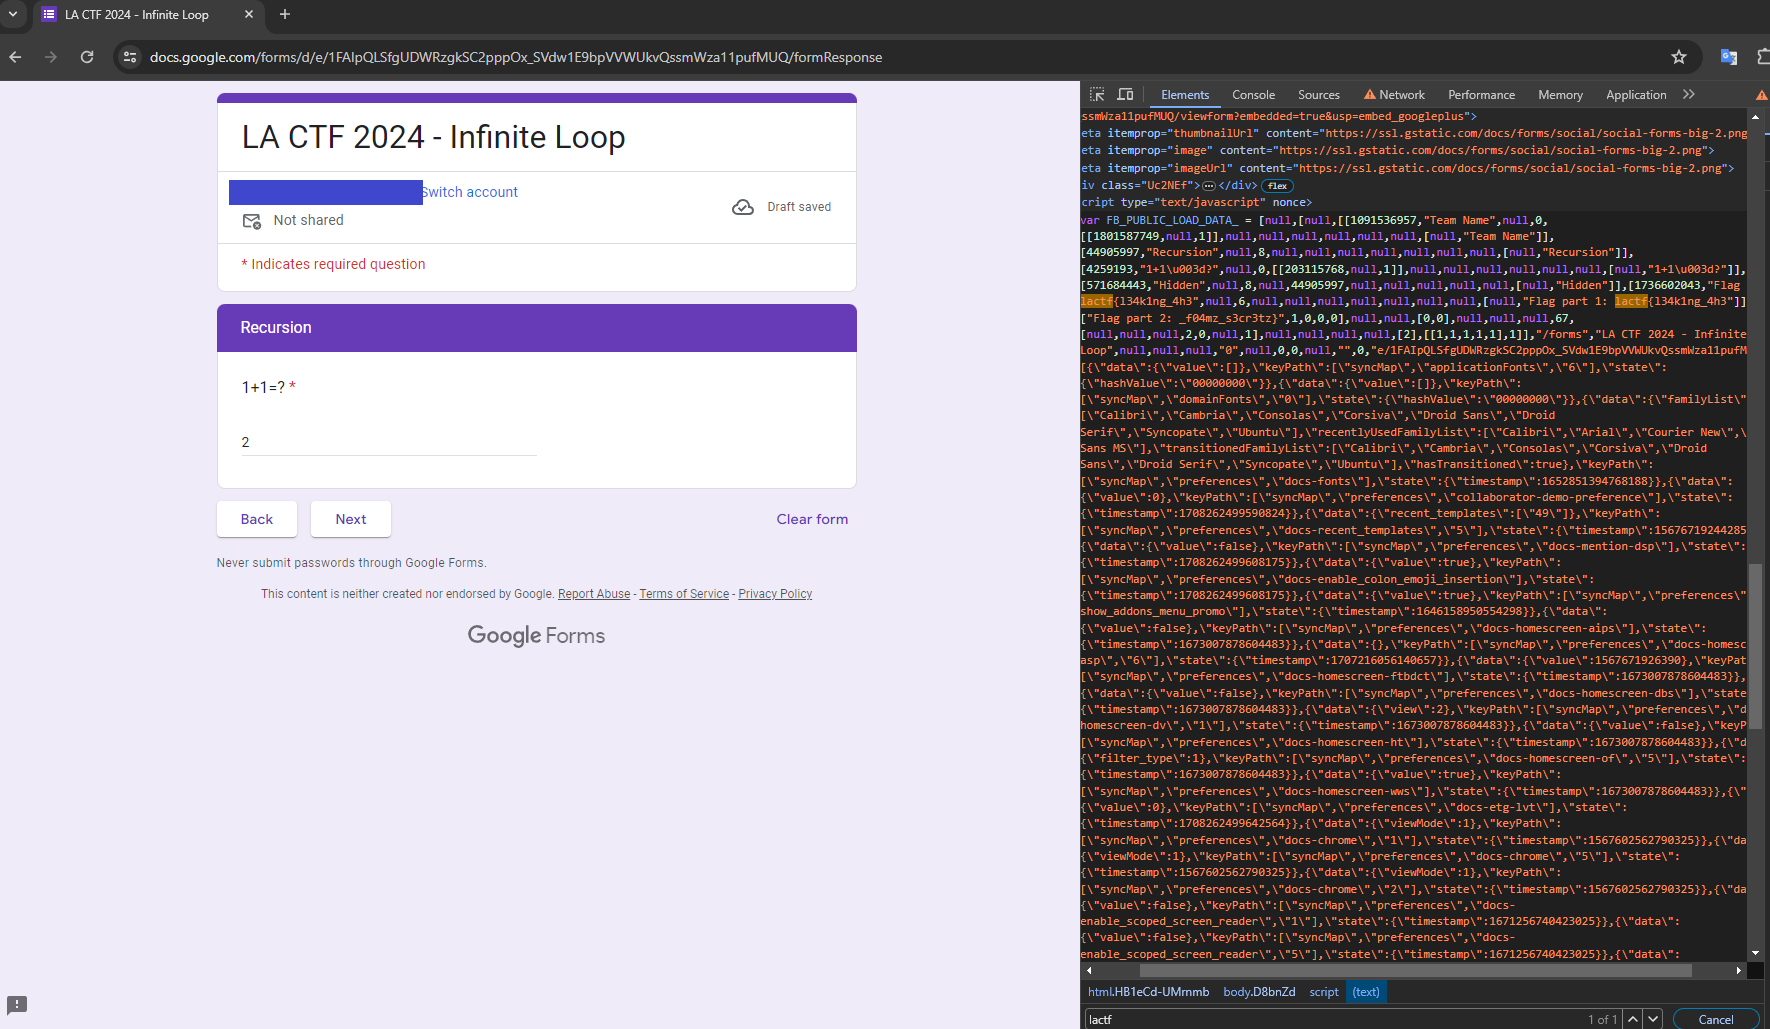 LA CTF 2024 - Infinite Loop
docs.google.com/forms/d/e/1FAIpQLSfgUDWRzgkSC2pppOx_SVdw1E9bpVVWUkvQssmWza11pufMUQ/formResponse
LA CTF 2024 - Infinite Loop
Switch account
Not shared
Draft saved
* Indicates required question
Recursion
1+1=? *
2
Back
Next
Clear form
Never submit passwords through Google Forms.
This content is neither created nor endorsed by Google. Report Abuse - Terms of Service - Privacy Policy
Google Forms
Elements Console Sources Network Performance Memory Application
ssmWza11pufMUQ/viewform?embedded=true&usp=embed_googleplus">
eta itemprop="thumbnailUrl" content="https://ssl.gstatic.com/docs/forms/social/social-forms-big-2.png
eta itemprop="image" content="https://ssl.gstatic.com/docs/forms/social/social-forms-big-2.png">
eta itemprop="imageUrl" content="https://ssl.gstatic.com/docs/forms/social/social-forms-big-2.png">
iv class="Uc2NEf">…</div> flex
cript type="text/javascript" nonce>
var FB_PUBLIC_LOAD_DATA_ = [null,[null,[[1091536957,"Team Name",null,0,
[[1801587749,null,1]],null,null,null,null,null,null,[null,"Team Name"]],
[44905997,"Recursion",null,8,null,null,null,null,null,null,null,[null,"Recursion"]],
[4259193,"1+1\u003d?",null,0,[[203115768,null,1]],null,null,null,null,null,null,[null,"1+1\u003d?"]],
[571684443,"Hidden",null,8,null,44905997,null,null,null,null,null,[null,"Hidden"]],[1736602043,"Flag
lactf{l34k1ng_4h3",null,6,null,null,null,null,null,null,null,[null,"Flag part 1: lactf{l34k1ng_4h3"]]
["Flag part 2: _f04mz_s3cr3tz}",1,0,0,0],null,null,[0,0],null,null,null,67,
[null,null,null,2,0,null,1],null,null,null,null,[2],[[1,1,1,1,1],1]],"/forms","LA CTF 2024 - Infinite
Loop",null,null,null,"0",null,0,0,null,"",0,"e/1FAIpQLSfgUDWRzgkSC2pppOx_SVdw1E9bpVVWUkvQssmWza11pufM
[{\"data\":{\"value\":[]},\"keyPath\":[\"syncMap\",\"applicationFonts\",\"6\"],\"state\":
{\"hashValue\":\"00000000\"}},{\"data\":{\"value\":[]},\"keyPath\":
[\"syncMap\",\"domainFonts\",\"0\"],\"state\":{\"hashValue\":\"00000000\"}},{\"data\":{\"familyList\"
[\"Calibri\",\"Cambria\",\"Consolas\",\"Corsiva\",\"Droid Sans\",\"Droid
Serif\",\"Syncopate\",\"Ubuntu\"],\"recentlyUsedFamilyList\":[\"Calibri\",\"Arial\",\"Courier New\",\
Sans MS\"],\"transitionedFamilyList\":[\"Calibri\",\"Cambria\",\"Consolas\",\"Corsiva\",\"Droid
Sans\",\"Droid Serif\",\"Syncopate\",\"Ubuntu\"],\"hasTransitioned\":true},\"keyPath\":
[\"syncMap\",\"preferences\",\"docs-fonts\"],\"state\":{\"timestamp\":1652851394768188}},{\"data\":
{\"value\":0},\"keyPath\":[\"syncMap\",\"preferences\",\"collaborator-demo-preference\"],\"state\":
{\"timestamp\":1708262499590824}},{\"data\":{\"recent_templates\":[\"49\"]},\"keyPath\":
[\"syncMap\",\"preferences\",\"docs-recent_templates\",\"5\"],\"state\":{\"timestamp\":15676719244285
{\"data\":{\"value\":false},\"keyPath\":[\"syncMap\",\"preferences\",\"docs-mention-dsp\"],\"state\":
{\"timestamp\":1708262499608175}},{\"data\":{\"value\":true},\"keyPath\":
[\"syncMap\",\"preferences\",\"docs-enable_colon_emoji_insertion\"],\"state\":
{\"timestamp\":1708262499608175}},{\"data\":{\"value\":true},\"keyPath\":[\"syncMap\",\"preferences\"
show_addons_menu_promo\"],\"state\":{\"timestamp\":1646158950554298}},{\"data\":
{\"value\":false},\"keyPath\":[\"syncMap\",\"preferences\",\"docs-homescreen-aips\"],\"state\":
{\"timestamp\":1673007878604483}},{\"data\":{},\"keyPath\":[\"syncMap\",\"preferences\",\"docs-homesc
asp\",\"6\"],\"state\":{\"timestamp\":1707216056140657}},{\"data\":{\"value\":1567671926390},\"keyPat
[\"syncMap\",\"preferences\",\"docs-homescreen-ftbdct\"],\"state\":{\"timestamp\":1673007878604483}},
{\"data\":{\"value\":false},\"keyPath\":[\"syncMap\",\"preferences\",\"docs-homescreen-dbs\"],\"state
{\"timestamp\":1673007878604483}},{\"data\":{\"view\":2},\"keyPath\":[\"syncMap\",\"preferences\",\"d
homescreen-dv\",\"1\"],\"state\":{\"timestamp\":1673007878604483}},{\"data\":{\"value\":false},\"keyP
[\"syncMap\",\"preferences\",\"docs-homescreen-ht\"],\"state\":{\"timestamp\":1673007878604483}},{\"d
{\"filter_type\":1},\"keyPath\":[\"syncMap\",\"preferences\",\"docs-homescreen-of\",\"5\"],\"state\":
{\"timestamp\":1673007878604483}},{\"data\":{\"value\":true},\"keyPath\":
[\"syncMap\",\"preferences\",\"docs-homescreen-wws\"],\"state\":{\"timestamp\":1673007878604483}},{\"
{\"value\":0},\"keyPath\":[\"syncMap\",\"preferences\",\"docs-etg-lvt\"],\"state\":
{\"timestamp\":1708262499642564}},{\"data\":{\"viewMode\":1},\"keyPath\":
[\"syncMap\",\"preferences\",\"docs-chrome\",\"1\"],\"state\":{\"timestamp\":1567602562790325}},{\"da
{\"viewMode\":1},\"keyPath\":[\"syncMap\",\"preferences\",\"docs-chrome\",\"5\"],\"state\":
{\"timestamp\":1567602562790325}},{\"data\":{\"viewMode\":1},\"keyPath\":
[\"syncMap\",\"preferences\",\"docs-chrome\",\"2\"],\"state\":{\"timestamp\":1567602562790325}},{\"da
{\"value\":false},\"keyPath\":[\"syncMap\",\"preferences\",\"docs-
enable_scoped_screen_reader\",\"1\"],\"state\":{\"timestamp\":1671256740423025}},{\"data\":
{\"value\":false},\"keyPath\":[\"syncMap\",\"preferences\",\"docs-
enable_scoped_screen_reader\",\"5\"],\"state\":{\"timestamp\":1671256740423025}},{\"data\":
html.HB1eCd-UMrnmb body.D8bnZd script (text)
lactf 1 of 1 Cancel